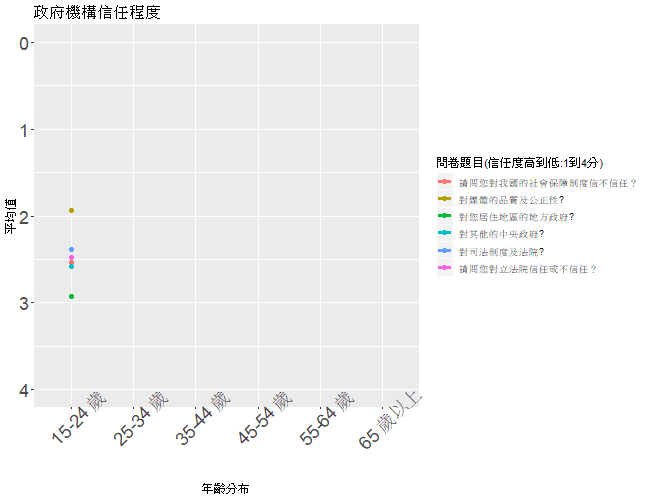 政府機構信任程度
0
1
2
3
4
平均值
15-24 歲
25-34 歲
35-44 歲
45-54 歲
55-64 歲
65 歲以上
年齡分布
問卷題目(信任度高到低:1到4分)
請問您對我國的社會保障制度信不信任？
對媒體的品質及公正性?
對您居住地區的地方政府?
對其他的中央政府?
對司法制度及法院?
請問您對立法院信任或不信任？